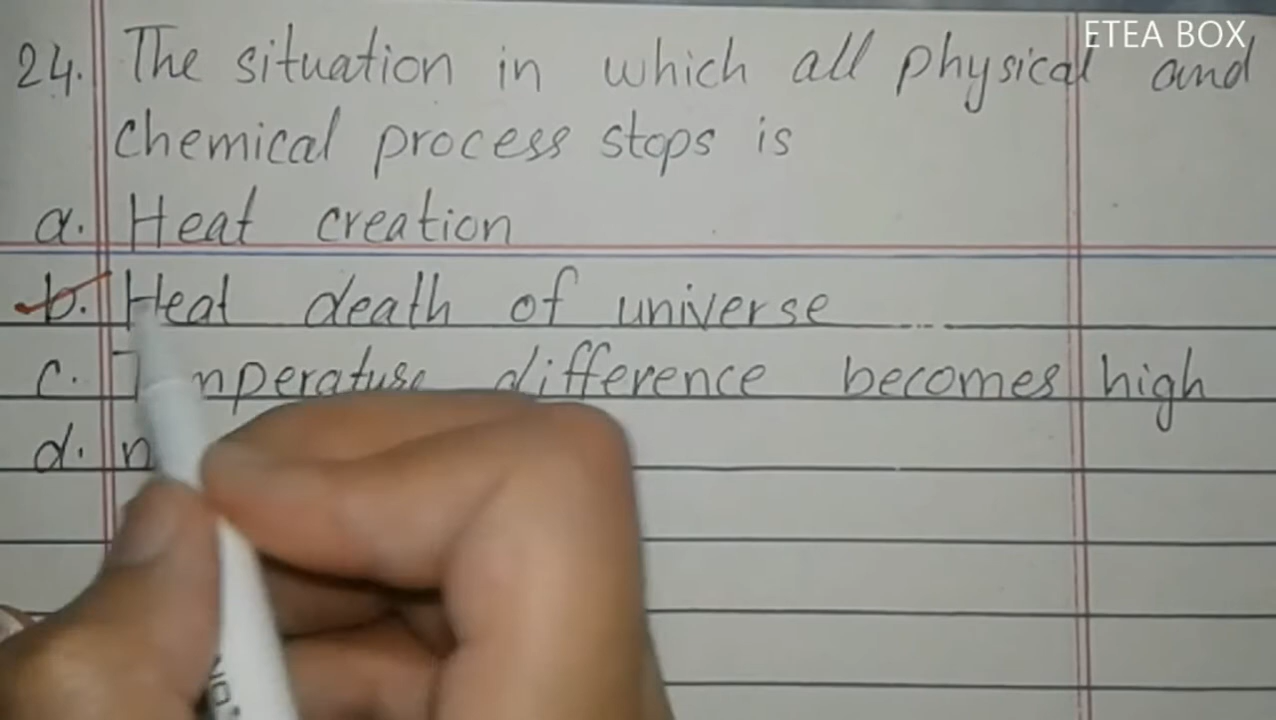 ETEA BOX
24. The situation in which all physical and
chemical process stops is
a. Heat creation
b. Heat death of universe
c. difference becomes high
d.